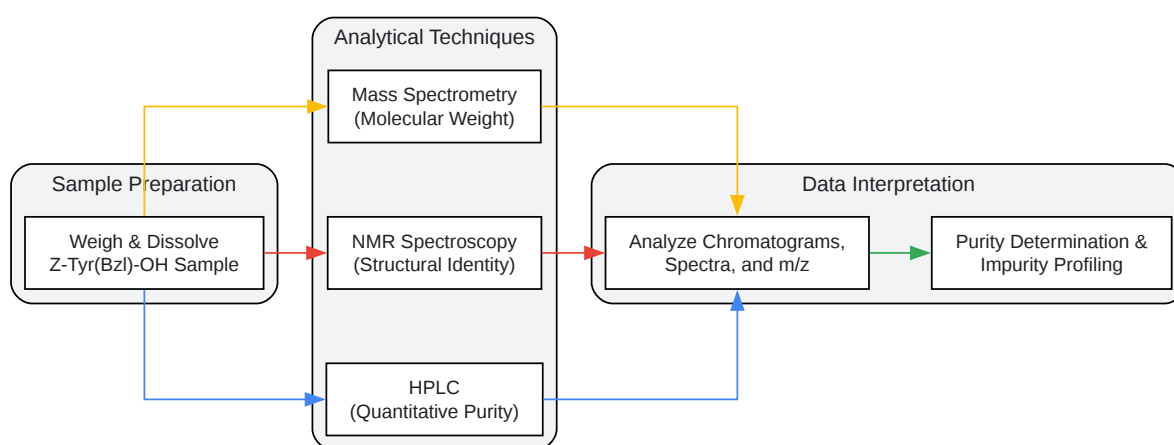 Analytical Techniques
Mass Spectrometry
(Molecular Weight)
Sample Preparation
Weigh & Dissolve
Z-Tyr(Bzl)-OH Sample
NMR Spectroscopy
(Structural Identity)
HPLC
(Quantitative Purity)
Data Interpretation
Analyze Chromatograms,
Spectra, and m/z
Purity Determination &
Impurity Profiling